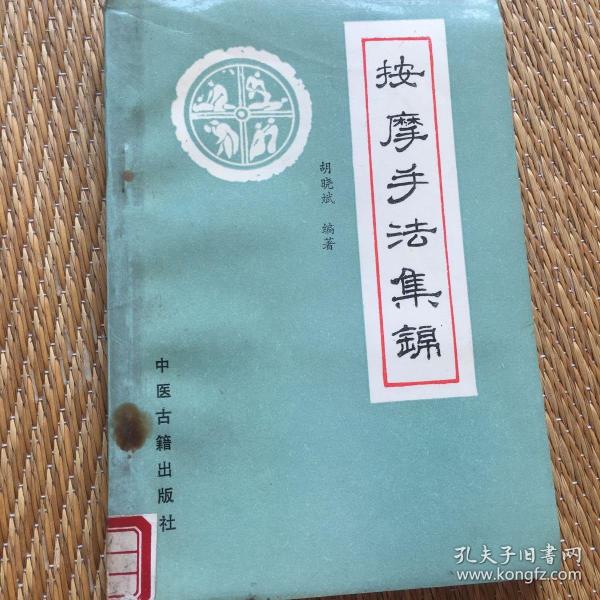 按摩手法集锦
胡晓斌 编著
中医古籍出版社
孔夫子旧书网
www.kongfz.com